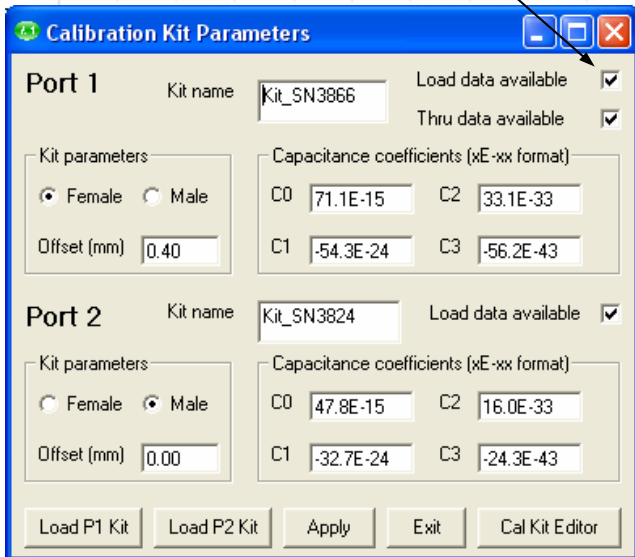 Calibration Kit Parameters
Port 1 Kit name Kit_SN3866 Load data available
Thru data available
Kit parameters Capacitance coefficients (xE-xx format)
Female Male C0 71.1E-15 C2 33.1E-33
Offset (mm) 0.40 C1 -54.3E-24 C3 -56.2E-43
Port 2 Kit name Kit_SN3824 Load data available
Kit parameters Capacitance coefficients (xE-xx format)
Female Male C0 47.8E-15 C2 16.0E-33
Offset (mm) 0.00 C1 -32.7E-24 C3 -24.3E-43
Load P1 Kit Load P2 Kit Apply Exit Cal Kit Editor